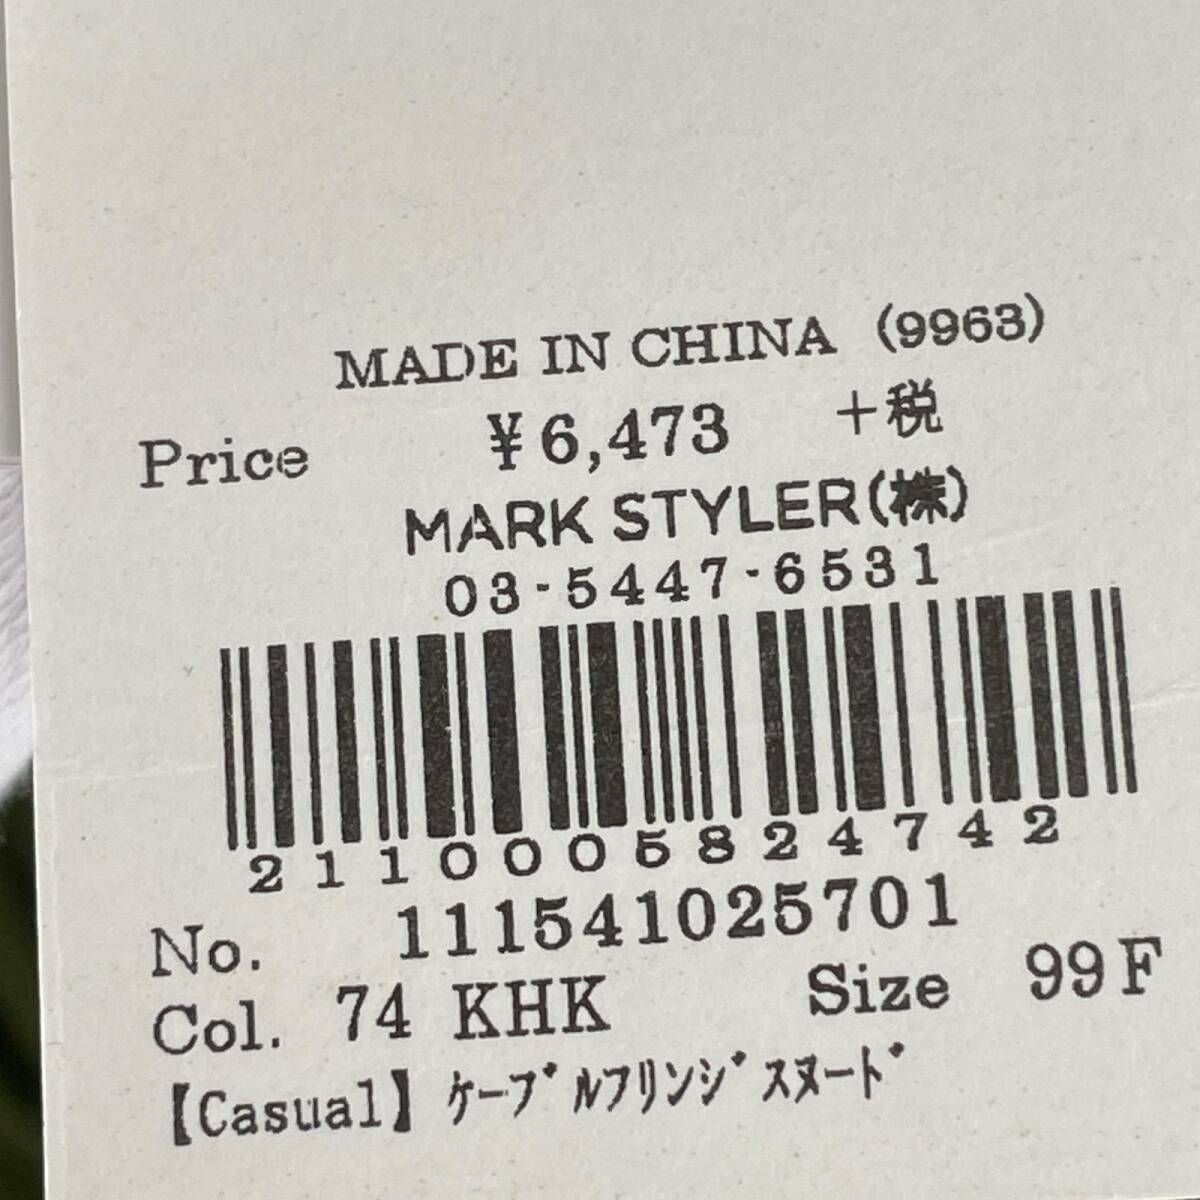 MADE IN CHINA (9963)
Price ¥6,473 +税
MARK STYLER(株)
03-5447-6531
2110005824742
No. 111541025701
Col. 74 KHK Size 99F
【Casual】ｹｰﾌﾞﾙﾌﾘﾝｼﾞｽﾇｰﾄﾞ